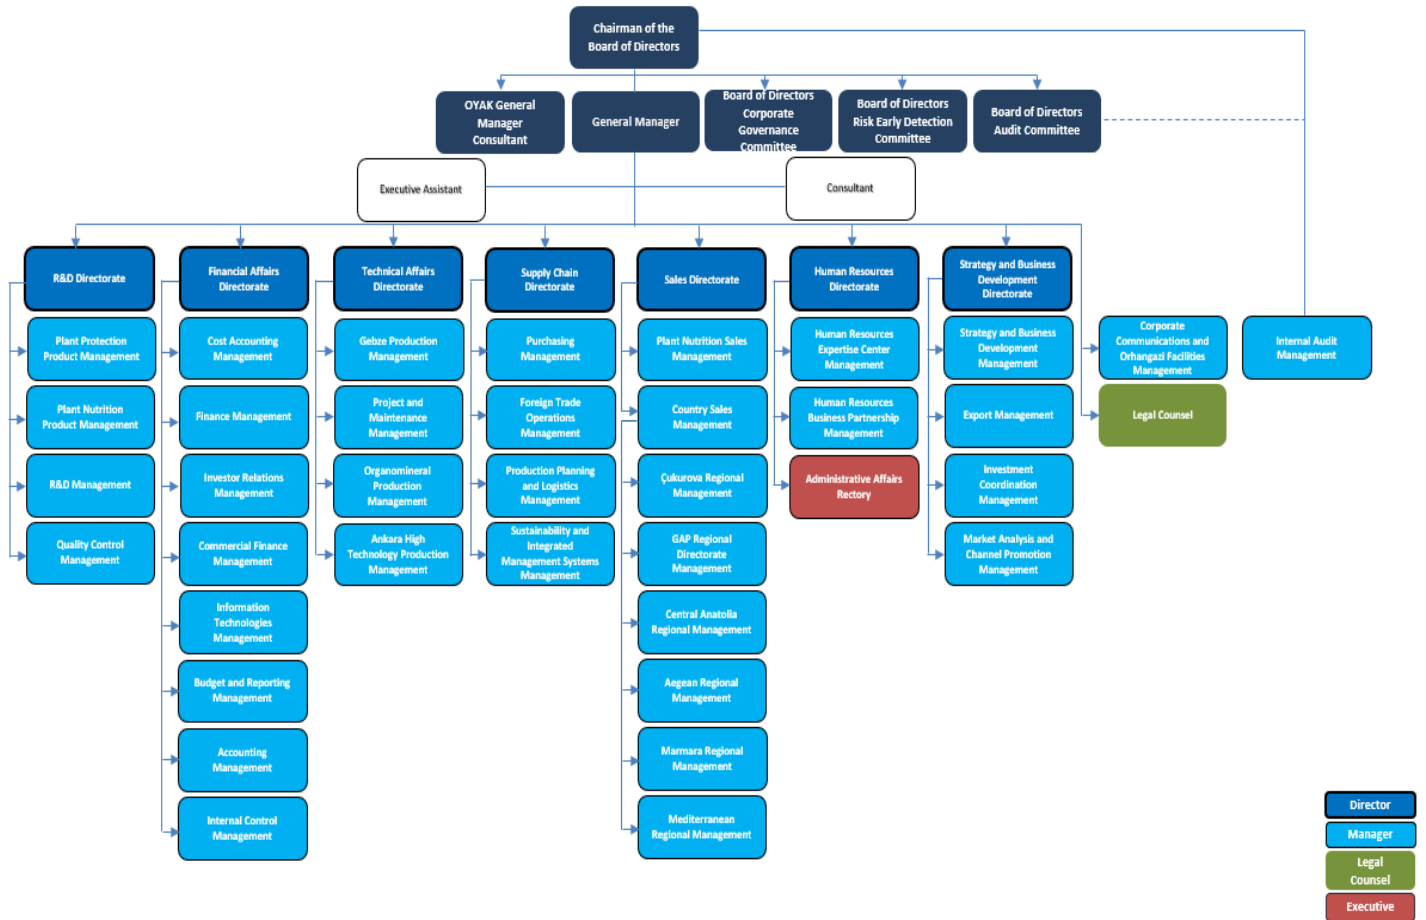 Chairman of the
Board of Directors
OYAK General
Manager
Consultant
General Manager
Board of Directors
Corporate
Governance
Committee
Board of Directors
Risk Early Detection
Committee
Board of Directors
Audit Committee
Executive Assistant
Consultant
R&D Directorate
Financial Affairs
Directorate
Technical Affairs
Directorate
Supply Chain
Directorate
Sales Directorate
Human Resources
Directorate
Strategy and Business
Development
Directorate
Plant Protection
Product Management
Plant Nutrition
Product Management
R&D Management
Quality Control
Management
Cost Accounting
Management
Finance Management
Investor Relations
Management
Commercial Finance
Management
Information
Technologies
Management
Budget and Reporting
Management
Accounting
Management
Internal Control
Management
Gebze Production
Management
Project and
Maintenance
Management
Organomineral
Production
Management
Ankara High
Technology Production
Management
Purchasing
Management
Foreign Trade
Operations
Management
Production Planning
and Logistics
Management
Sustainability and
Integrated
Management Systems
Management
Plant Nutrition Sales
Management
Country Sales
Management
Çukurova Regional
Management
GAP Regional
Directorate
Management
Central Anatolia
Regional Management
Aegean Regional
Management
Marmara Regional
Management
Mediterranean
Regional Management
Human Resources
Expertise Center
Management
Human Resources
Business Partnership
Management
Administrative Affairs
Rectory
Strategy and Business
Development
Management
Export Management
Investment
Coordination
Management
Market Analysis and
Channel Promotion
Management
Corporate
Communications and
Orhangazi Facilities
Management
Legal Counsel
Internal Audit
Management
Director
Manager
Legal
Counsel
Executive